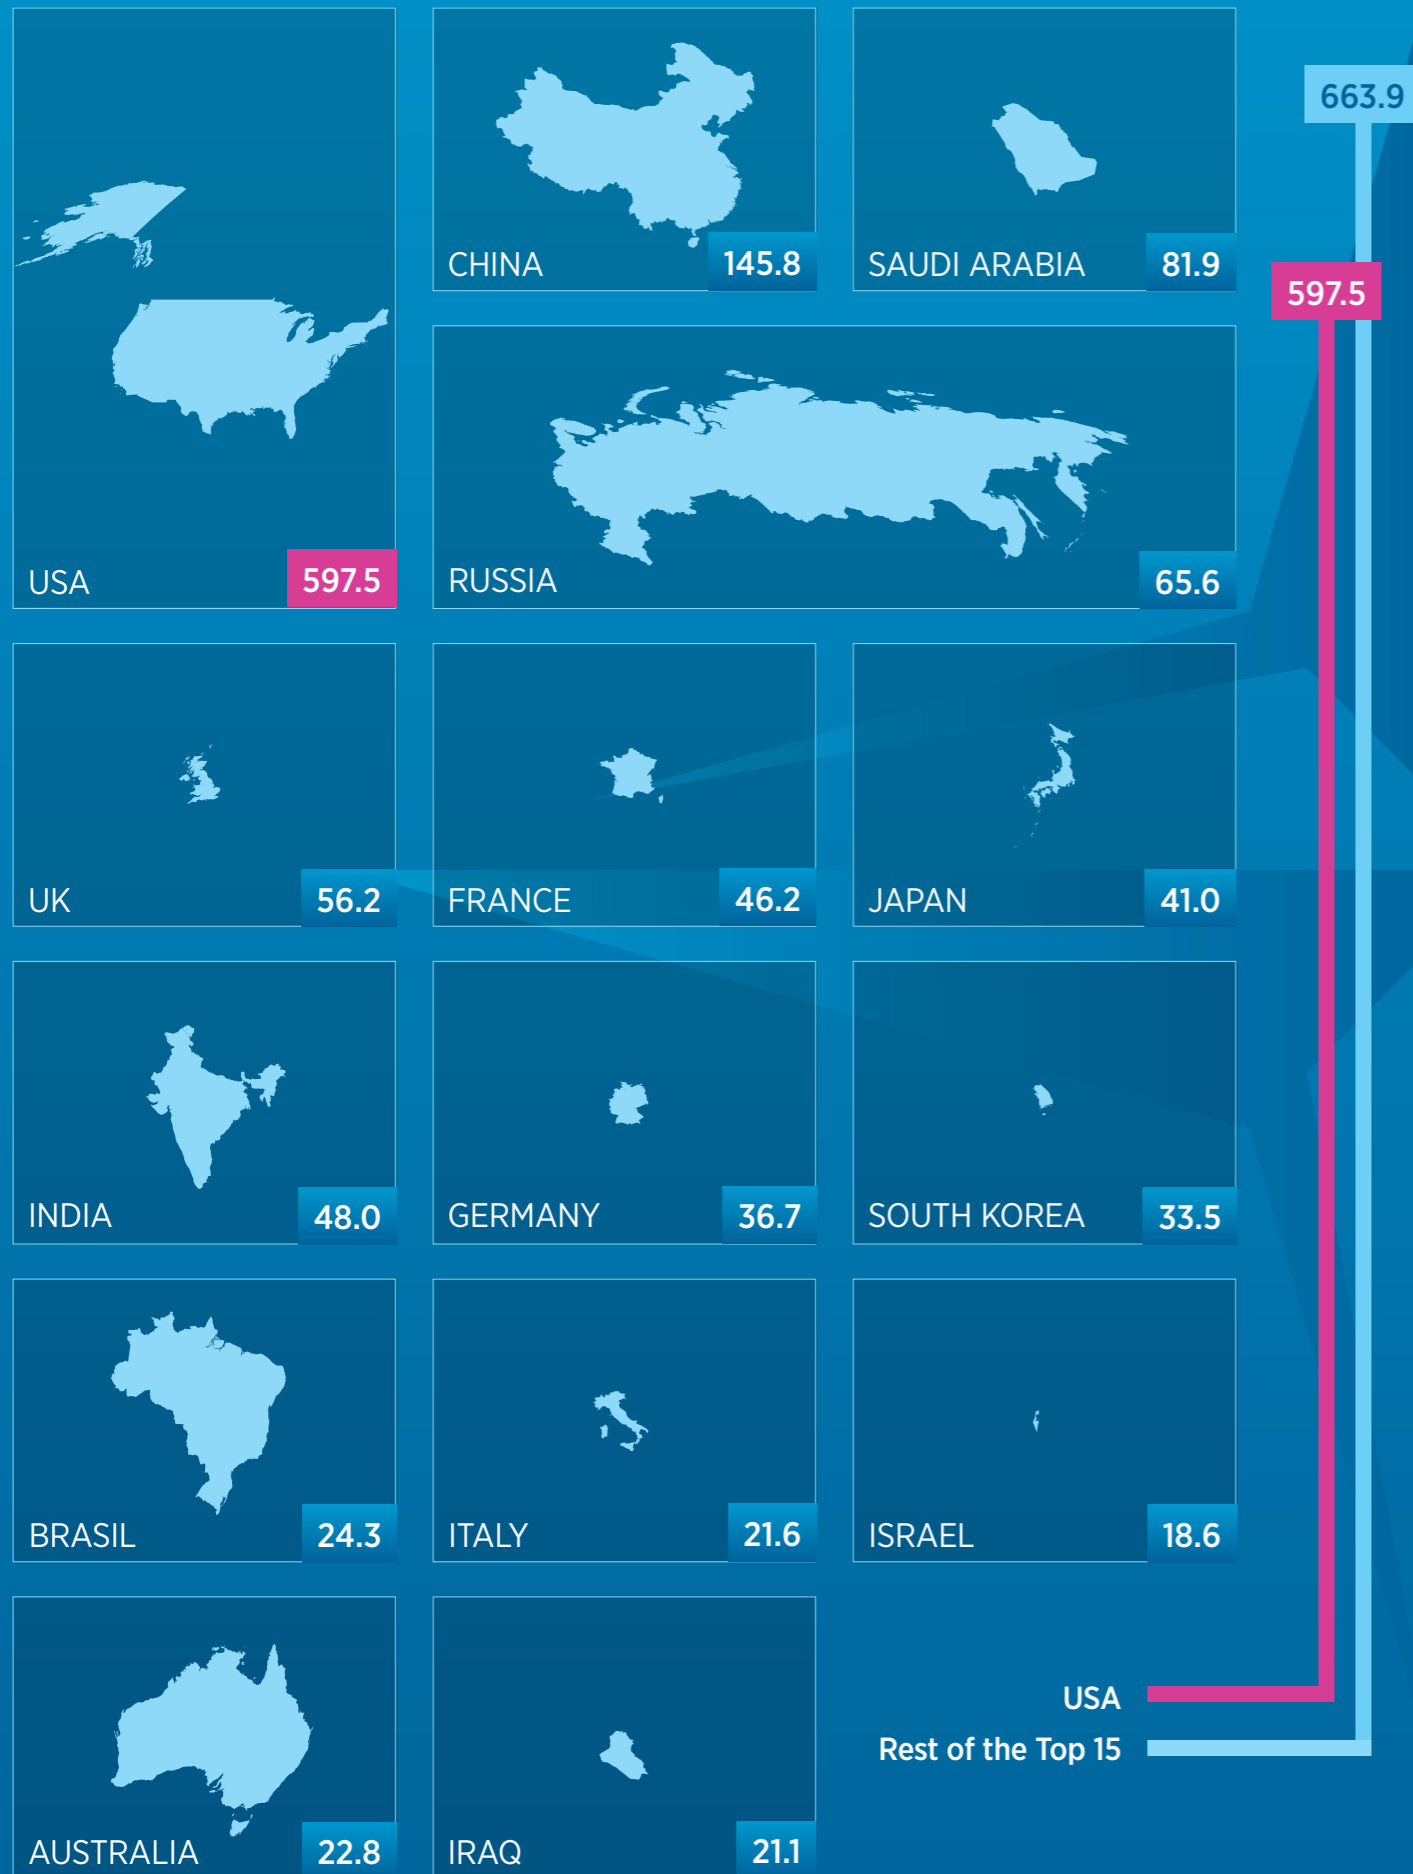 663.9
CHINA 145.8
SAUDI ARABIA 81.9
597.5
USA 597.5
RUSSIA 65.6
UK 56.2
FRANCE 46.2
JAPAN 41.0
INDIA 48.0
GERMANY 36.7
SOUTH KOREA 33.5
BRASIL 24.3
ITALY 21.6
ISRAEL 18.6
USA
Rest of the Top 15
AUSTRALIA 22.8
IRAQ 21.1